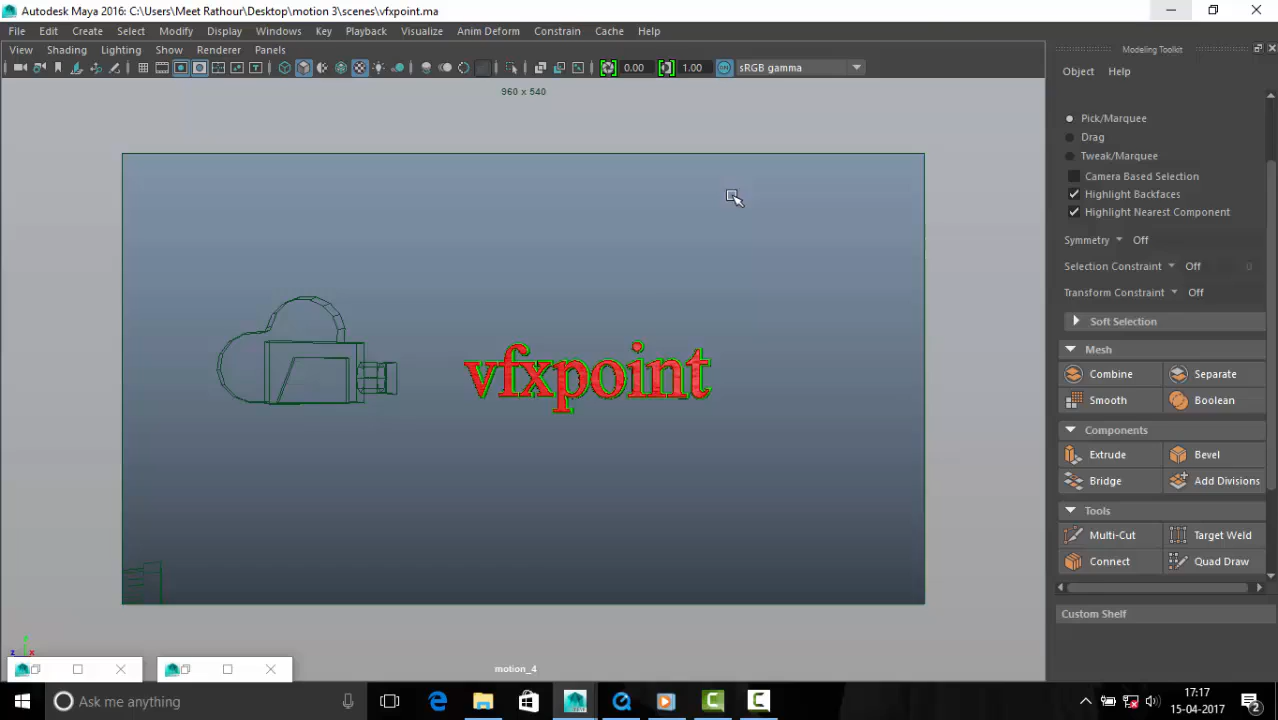 Autodesk Maya 2016: C:\Users\Meet Rathour\Desktop\motion 3\scenes\vfxpoint.ma
File Edit Create Select Modify Display Windows Key Playback Visualize Anim Deform Constrain Cache Help
View Shading Lighting Show Renderer Panels
0.00 1.00 sRGB gamma
960 x 540
vfxpoint
z x
motion_4
Modeling Toolkit
Object Help
Pick/Marquee
Drag
Tweak/Marquee
Camera Based Selection
Highlight Backfaces
Highlight Nearest Component
Symmetry Off
Selection Constraint Off 0
Transform Constraint Off
Soft Selection
Mesh
Combine Separate
Smooth Boolean
Components
Extrude Bevel
Bridge Add Divisions
Tools
Multi-Cut Target Weld
Connect Quad Draw
Custom Shelf
Ask me anything
17:17
15-04-2017
2